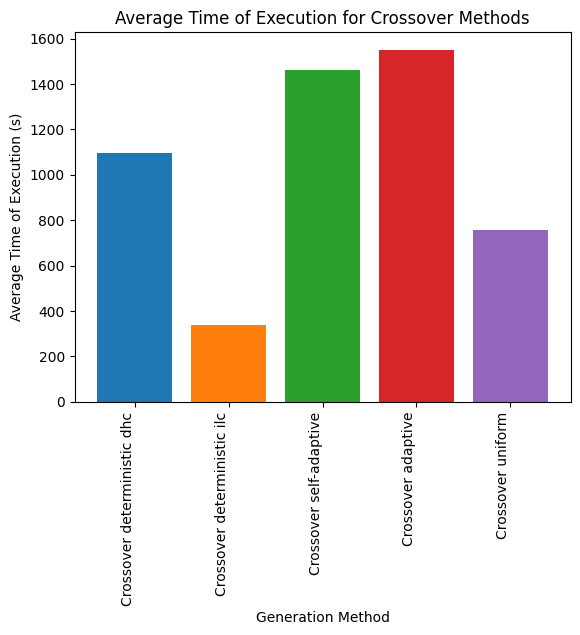 Average Time of Execution for Crossover Methods
Average Time of Execution (s)
1600
1400
1200
1000
800
600
400
200
0
Crossover deterministic dhc
Crossover deterministic ilc
Crossover self-adaptive
Crossover adaptive
Crossover uniform
Generation Method